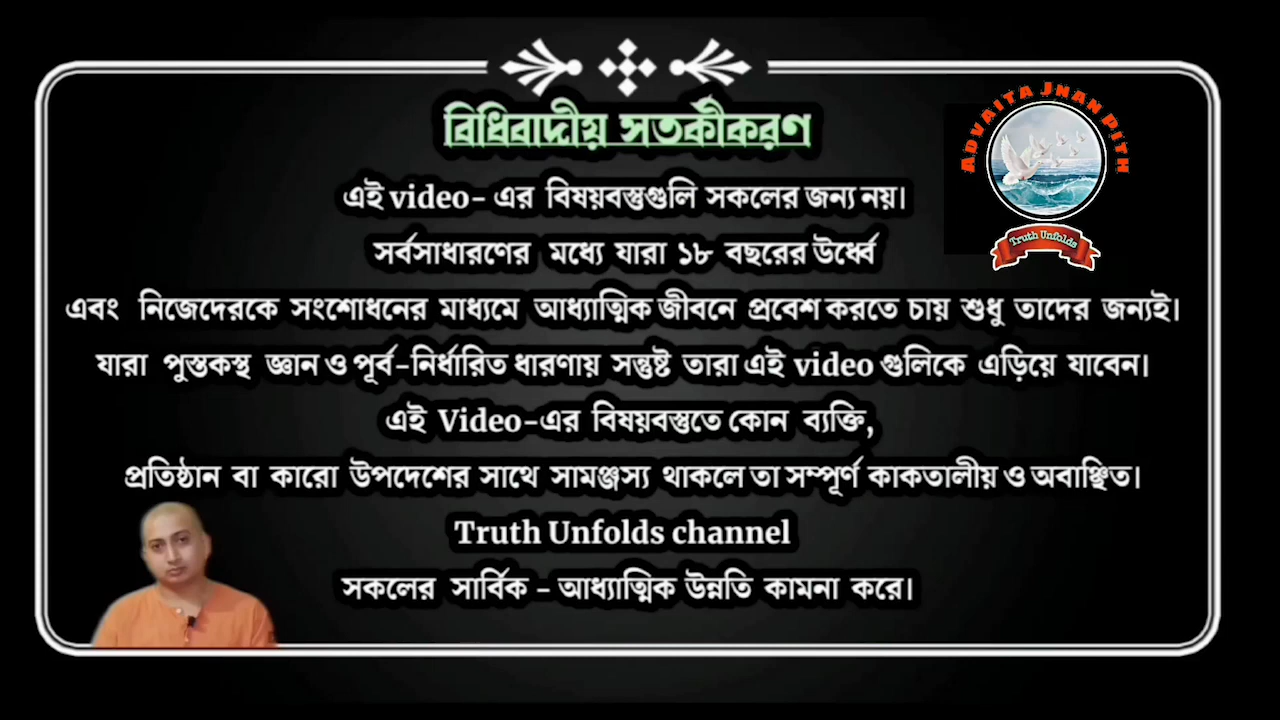 বিধিবাদীয় সতর্কীকরণ
ADVAITA JNAN PITH
Truth Unfolds
এই video- এর বিষয়বস্তুগুলি সকলের জন্য নয়।
সর্বসাধারণের মধ্যে যারা ১৮ বছরের উর্ধ্বে
এবং নিজেদেরকে সংশোধনের মাধ্যমে আধ্যাত্মিক জীবনে প্রবেশ করতে চায় শুধু তাদের জন্যই।
যারা পুস্তকস্থ জ্ঞান ও পূর্ব-নির্ধারিত ধারণায় সন্তুষ্ট তারা এই video গুলিকে এড়িয়ে যাবেন।
এই Video-এর বিষয়বস্তুতে কোন ব্যক্তি,
প্রতিষ্ঠান বা কারো উপদেশের সাথে সামঞ্জস্য থাকলে তা সম্পূর্ণ কাকতালীয় ও অবাঞ্ছিত।
Truth Unfolds channel
সকলের সার্বিক - আধ্যাত্মিক উন্নতি কামনা করে।